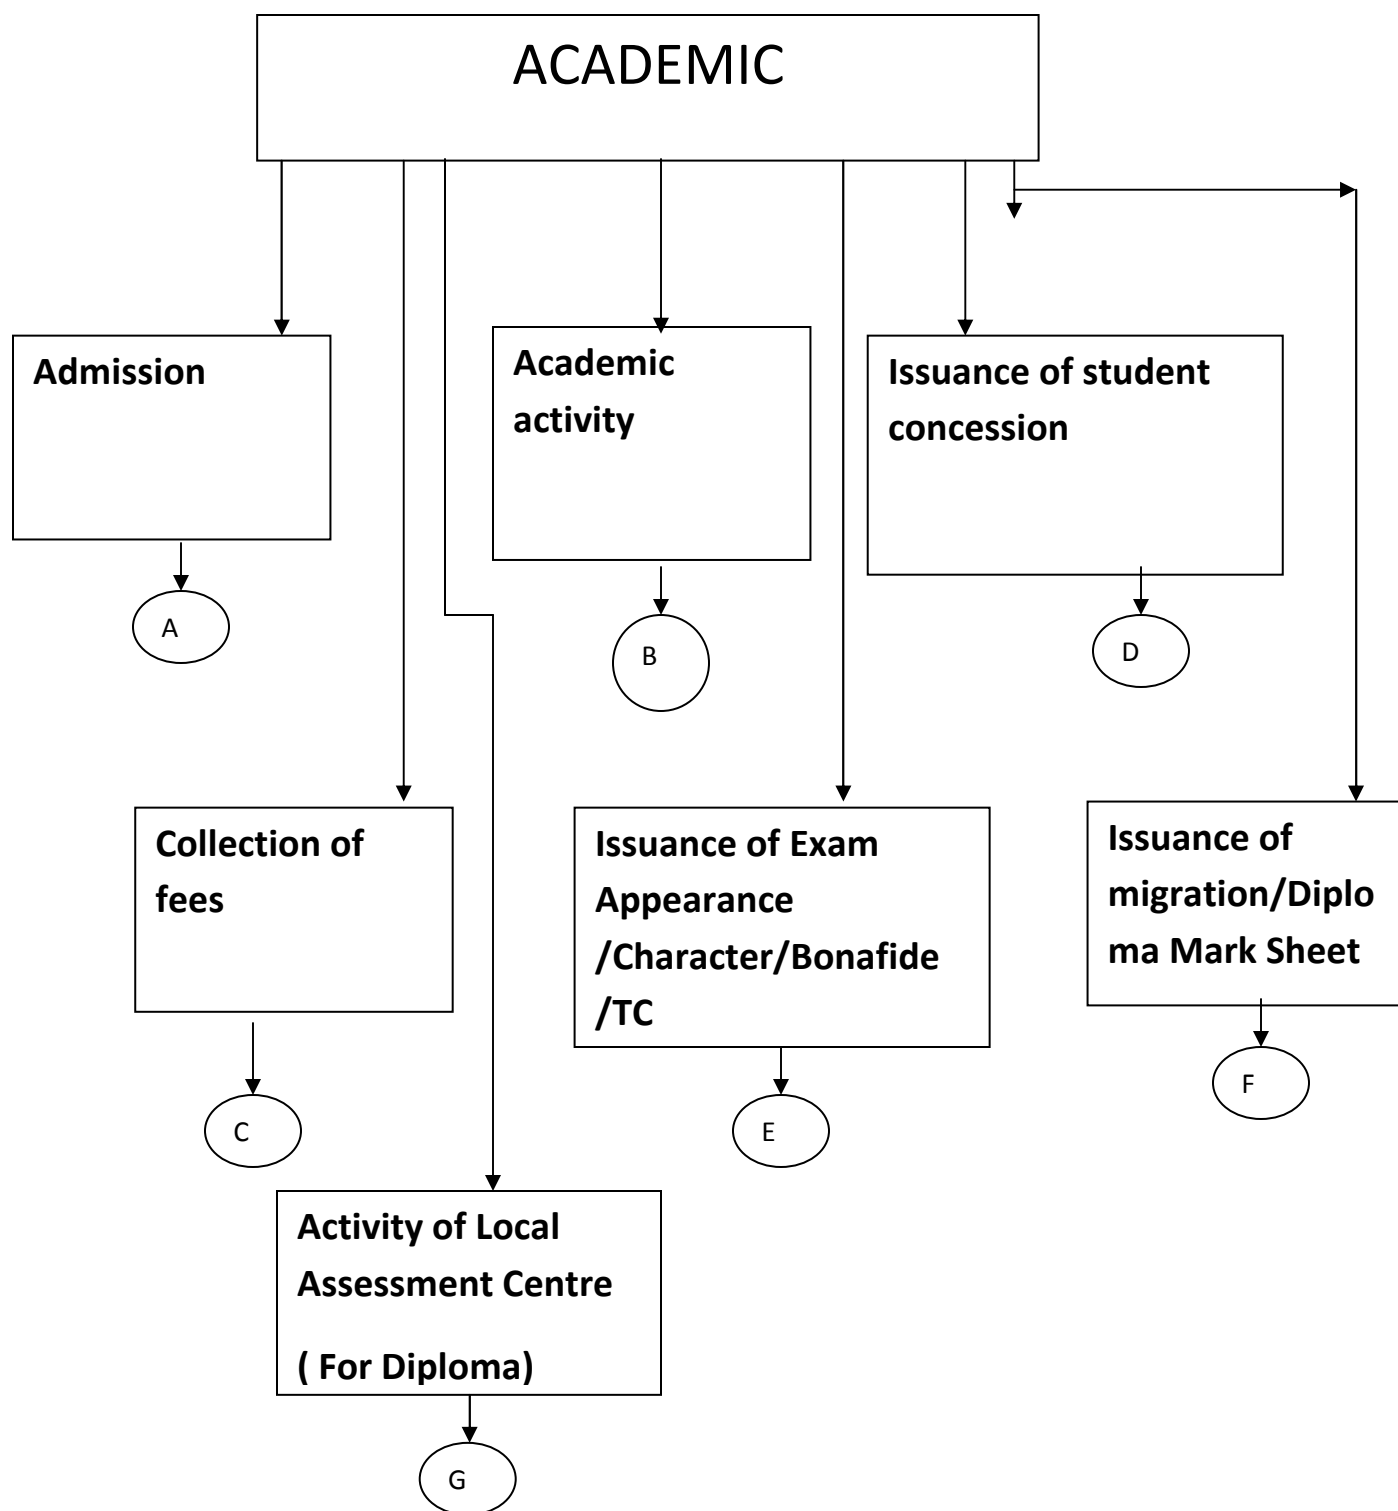 ACADEMIC
Admission
Academic
activity
Issuance of student
concession
A
B
D
Collection of
fees
Issuance of Exam
Appearance
/Character/Bonafide
/TC
Issuance of
migration/Diplo
ma Mark Sheet
C
E
F
Activity of Local
Assessment Centre
( For Diploma)
G